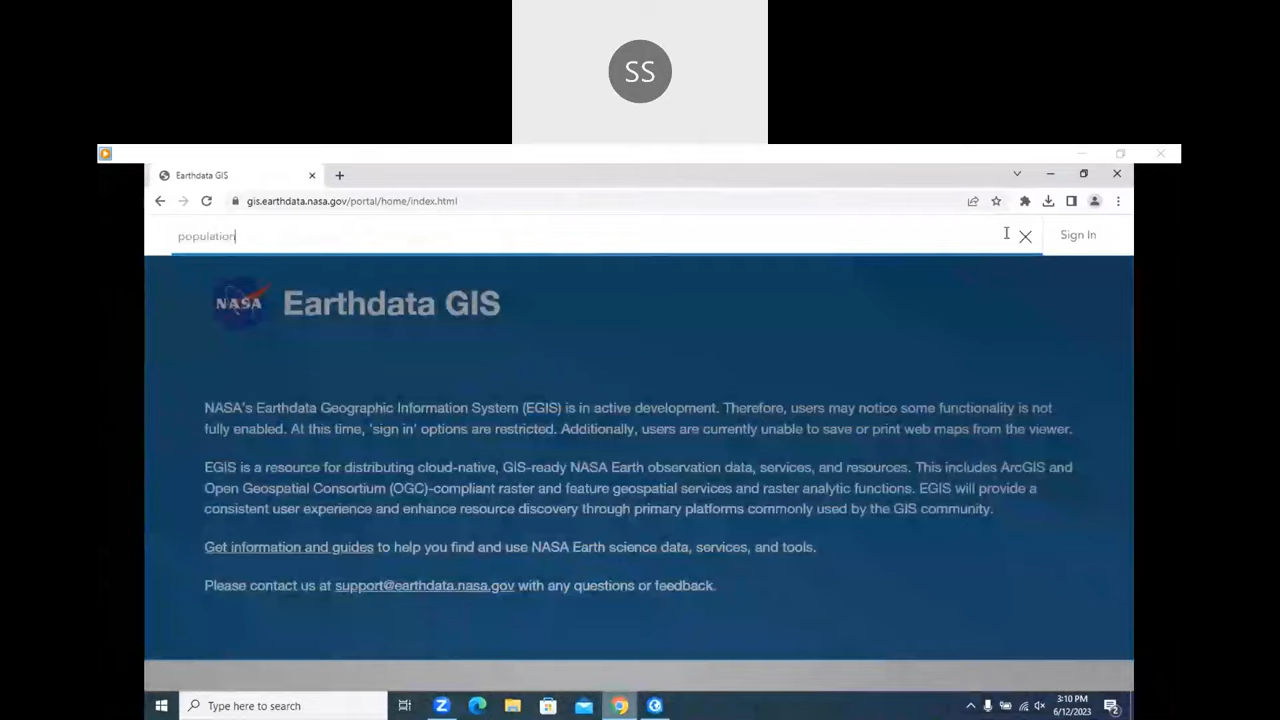 SS
Earthdata GIS
gis.earthdata.nasa.gov/portal/home/index.html
population
Sign In
NASA
Earthdata GIS
NASA's Earthdata Geographic Information System (EGIS) is in active development. Therefore, users may notice some functionality is not
fully enabled. At this time, 'sign in' options are restricted. Additionally, users are currently unable to save or print web maps from the viewer.
EGIS is a resource for distributing cloud-native, GIS-ready NASA Earth observation data, services, and resources. This includes ArcGIS and
Open Geospatial Consortium (OGC)-compliant raster and feature geospatial services and raster analytic functions. EGIS will provide a
consistent user experience and enhance resource discovery through primary platforms commonly used by the GIS community.
Get information and guides to help you find and use NASA Earth science data, services, and tools.
Please contact us at support@earthdata.nasa.gov with any questions or feedback.
Type here to search
3:10 PM
6/12/2023
2